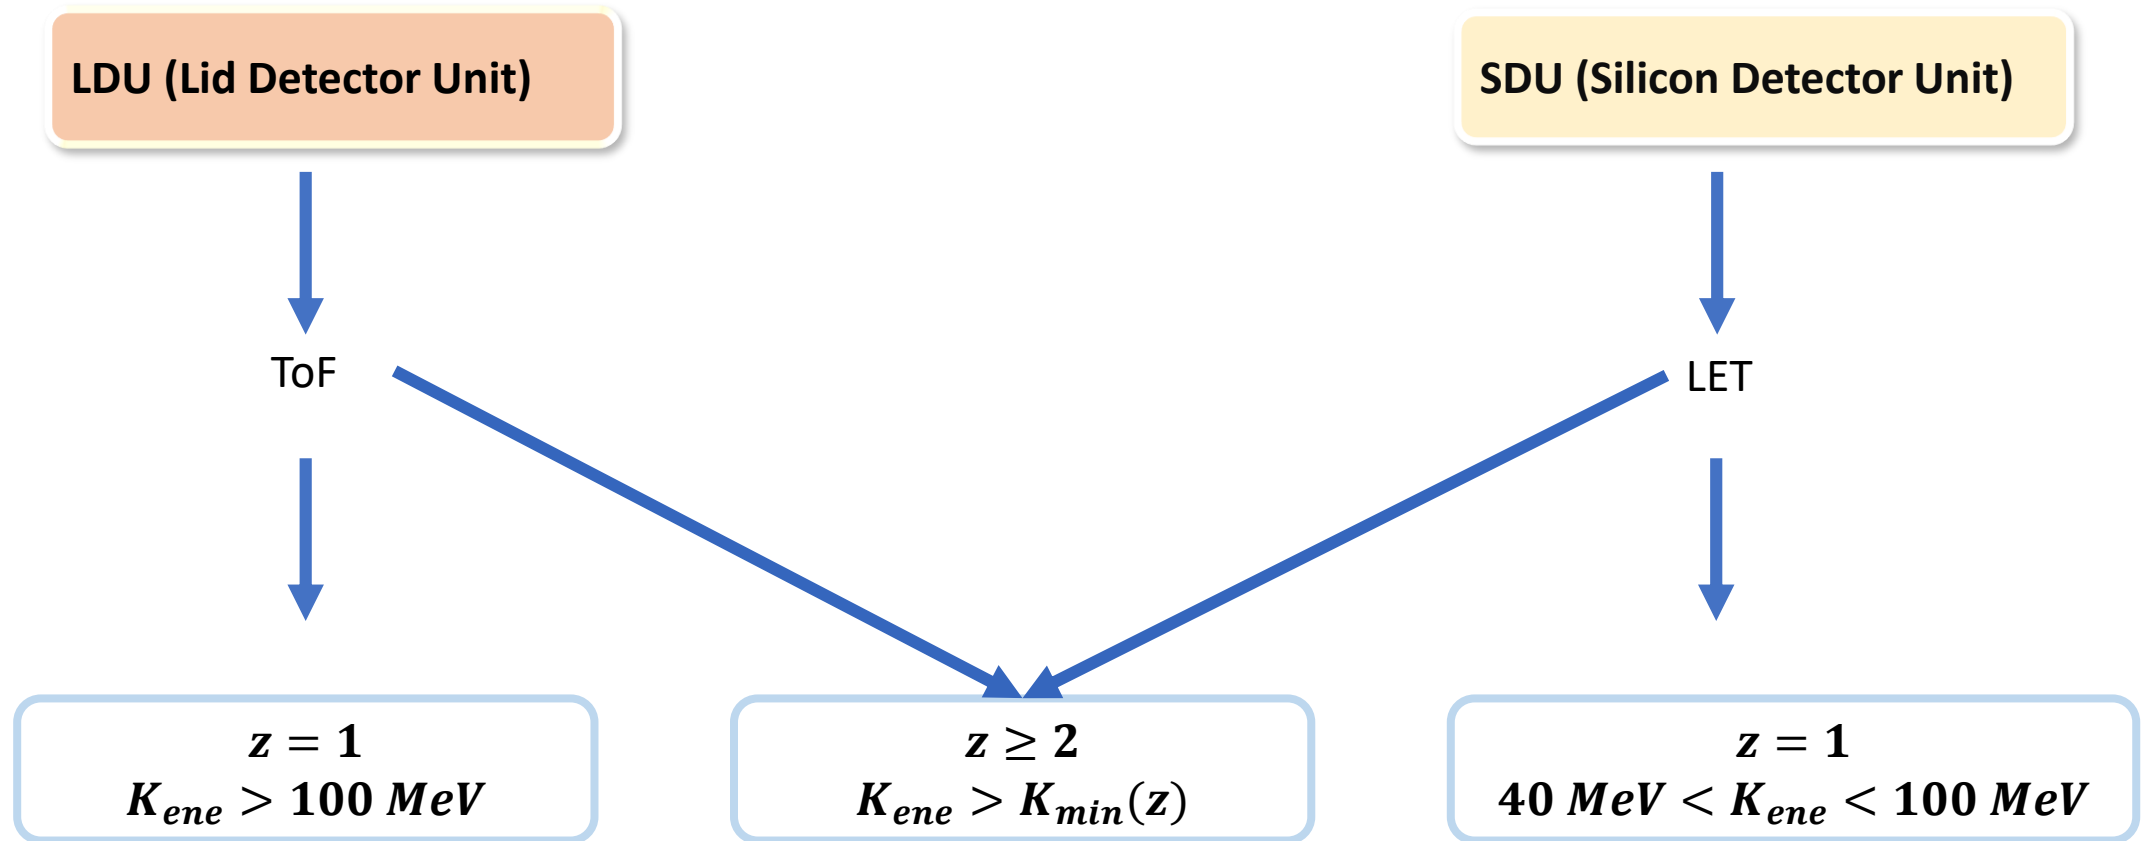 LDU (Lid Detector Unit)
SDU (Silicon Detector Unit)
ToF
LET
z = 1
K_ene > 100 MeV
z ≥ 2
K_ene > K_min(z)
z = 1
40 MeV < K_ene < 100 MeV